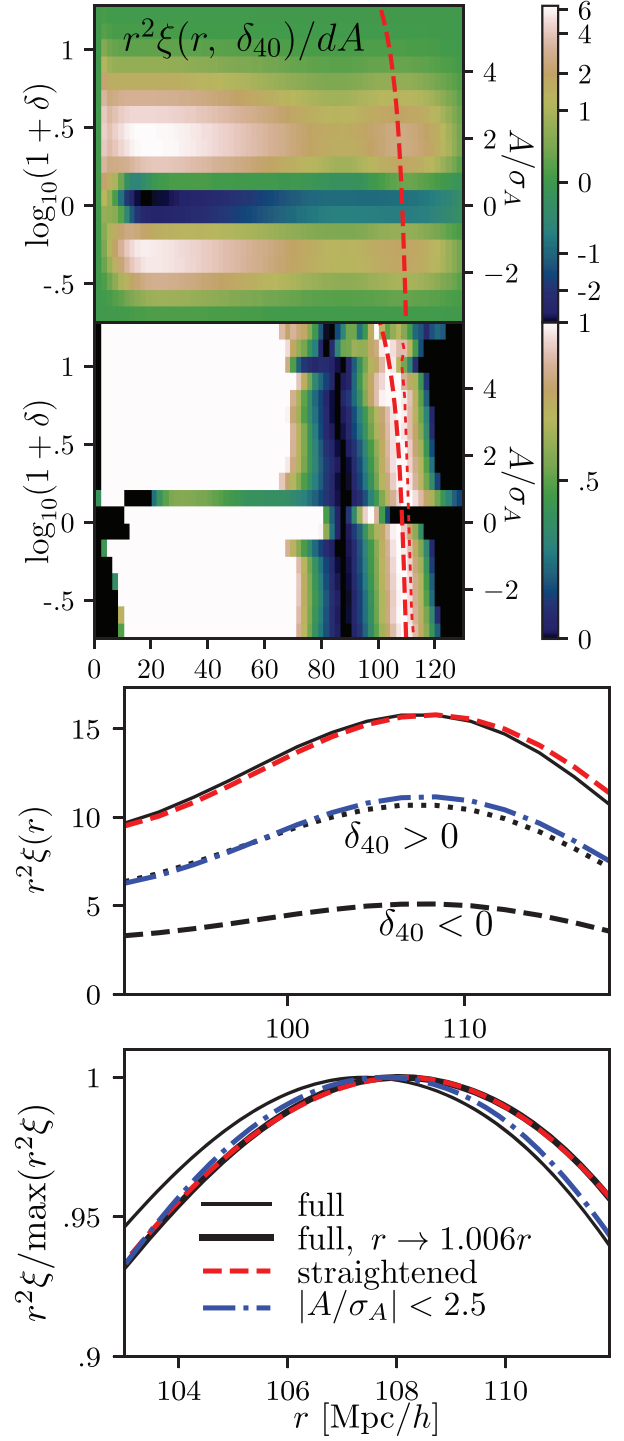 r²ξ(r, δ₄₀)/dA
1
.5
0
-.5
log₁₀(1 + δ)
4
2
0
−2
A/σ_A
6
4
2
1
0
-1
-2
1
.5
0
-.5
log₁₀(1 + δ)
4
2
0
−2
A/σ_A
1
.5
0
0 20 40 60 80 100 120
15
10
5
0
r²ξ(r)
δ₄₀ > 0
δ₄₀ < 0
100 110
1
.95
.9
r²ξ/max(r²ξ)
full
full, r → 1.006r
straightened
|A/σ_A| < 2.5
104 106 108 110
r [Mpc/h]